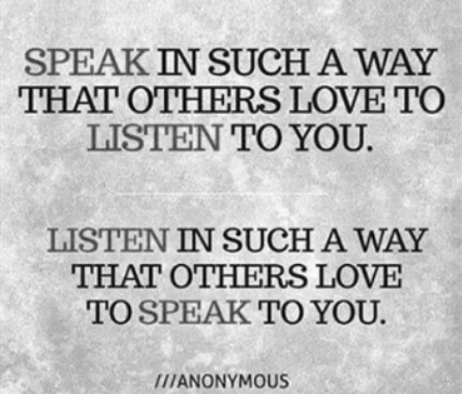 SPEAK IN SUCH A WAY
THAT OTHERS LOVE TO
LISTEN TO YOU.
LISTEN IN SUCH A WAY
THAT OTHERS LOVE
TO SPEAK TO YOU.
///ANONYMOUS